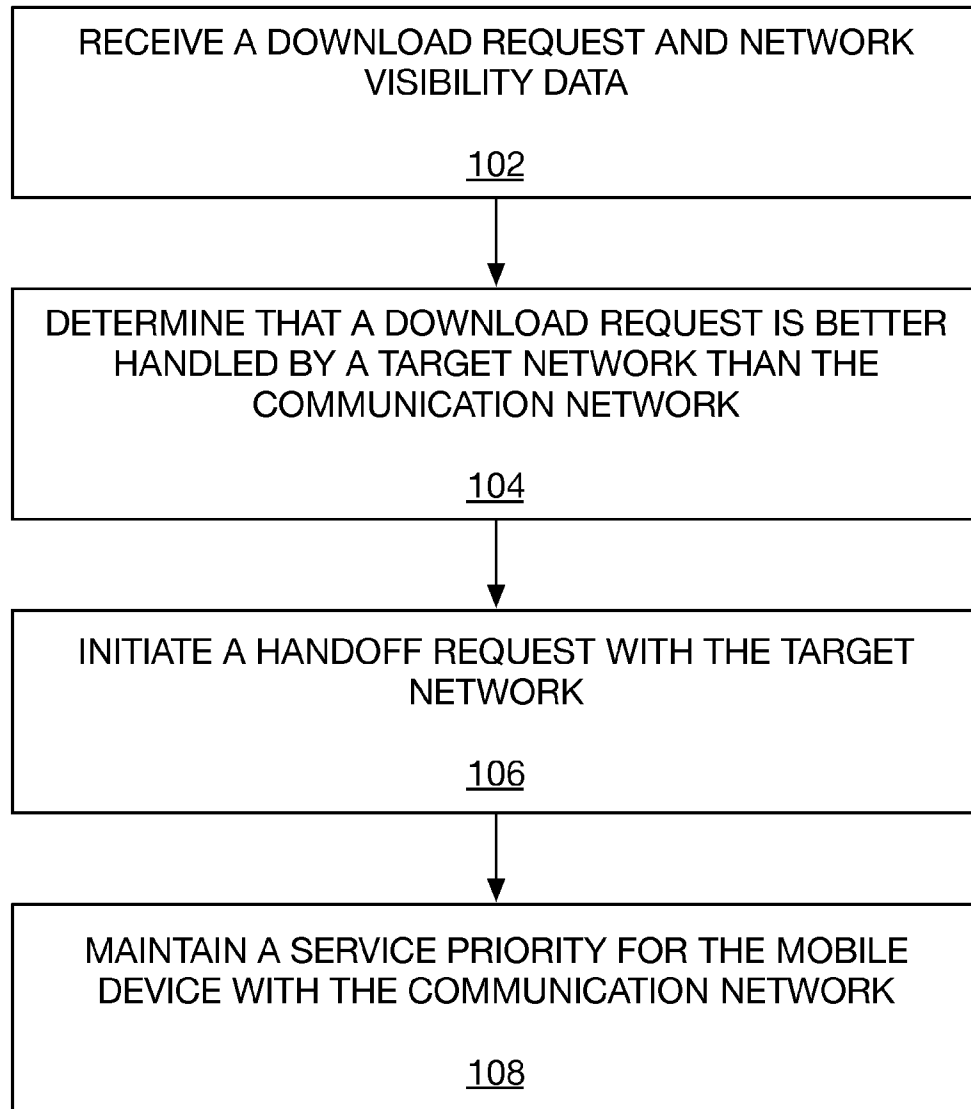 RECEIVE A DOWNLOAD REQUEST AND NETWORK
VISIBILITY DATA
102
DETERMINE THAT A DOWNLOAD REQUEST IS BETTER
HANDLED BY A TARGET NETWORK THAN THE
COMMUNICATION NETWORK
104
INITIATE A HANDOFF REQUEST WITH THE TARGET
NETWORK
106
MAINTAIN A SERVICE PRIORITY FOR THE MOBILE
DEVICE WITH THE COMMUNICATION NETWORK
108